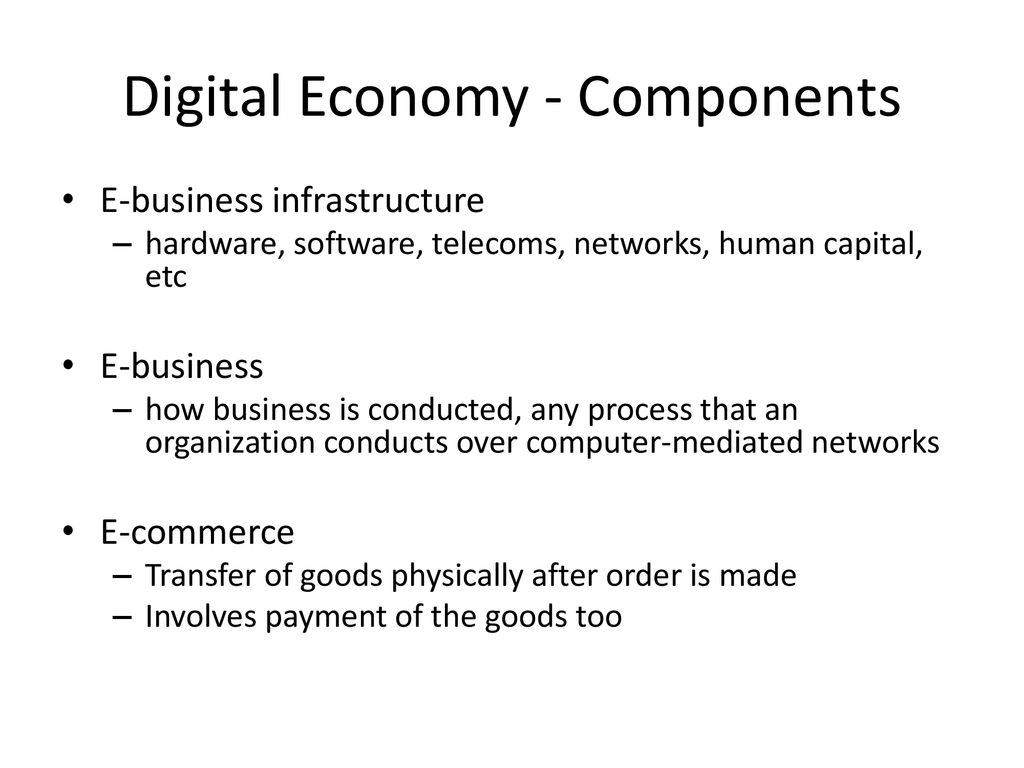 Digital Economy - Components
• E-business infrastructure
– hardware, software, telecoms, networks, human capital,
etc
• E-business
– how business is conducted, any process that an
organization conducts over computer-mediated networks
• E-commerce
– Transfer of goods physically after order is made
– Involves payment of the goods too